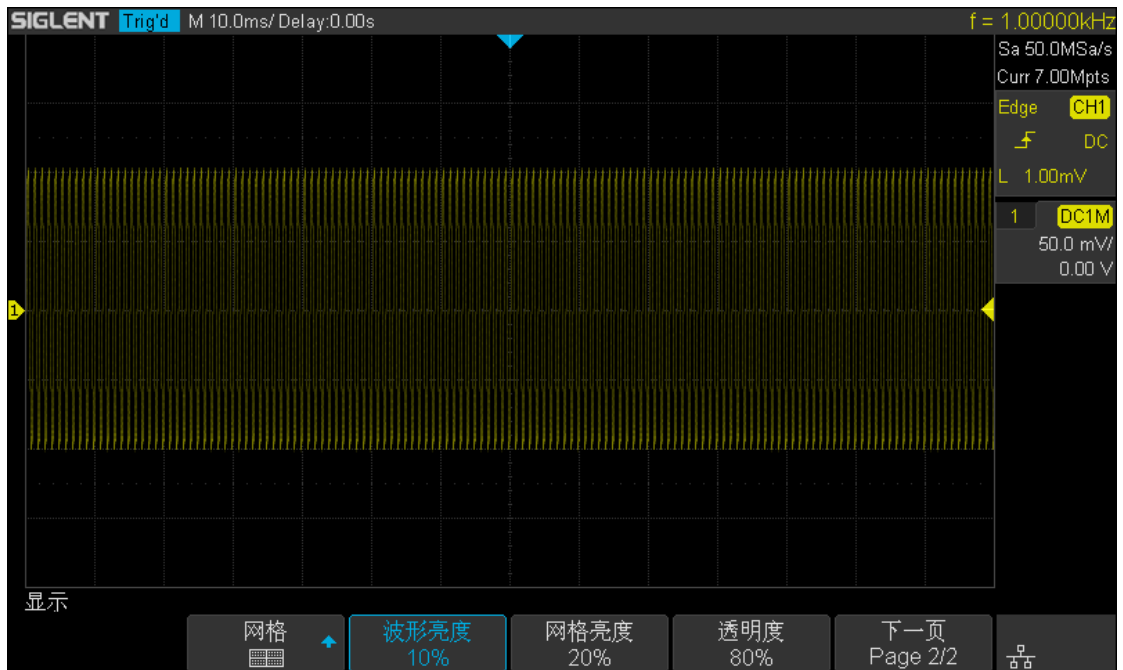 SIGLENT Trig'd M 10.0ms/ Delay:0.00s f = 1.00000kHz
Sa 50.0MSa/s
Curr 7.00Mpts
Edge CH1
DC
L 1.00mV
1 DC1M
50.0 mV/
0.00 V
1
显示
网格 波形亮度 网格亮度 透明度 下一页
10% 20% 80% Page 2/2